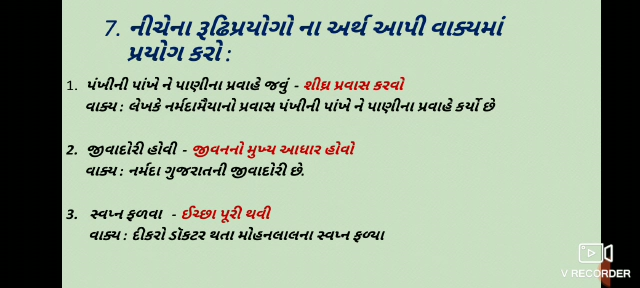 7. નીચેના રૂઢિપ્રયોગો ના અર્થ આપી વાક્યમાં
પ્રયોગ કરો :
1. પંખીની પાંખે ને પાણીના પ્રવાહે જવું - શીઘ્ર પ્રવાસ કરવો
વાક્ય : લેખકે નર્મદામૈયાનો પ્રવાસ પંખીની પાંખે ને પાણીના પ્રવાહે કર્યો છે
2. જીવાદોરી હોવી - જીવનનો મુખ્ય આધાર હોવો
વાક્ય : નર્મદા ગુજરાતની જીવાદોરી છે.
3. સ્વપ્ન ફળવા - ઈચ્છા પૂરી થવી
વાક્ય : દીકરો ડૉકટર થતા મોહનલાલના સ્વપ્ન ફળ્યા
V RECORDER